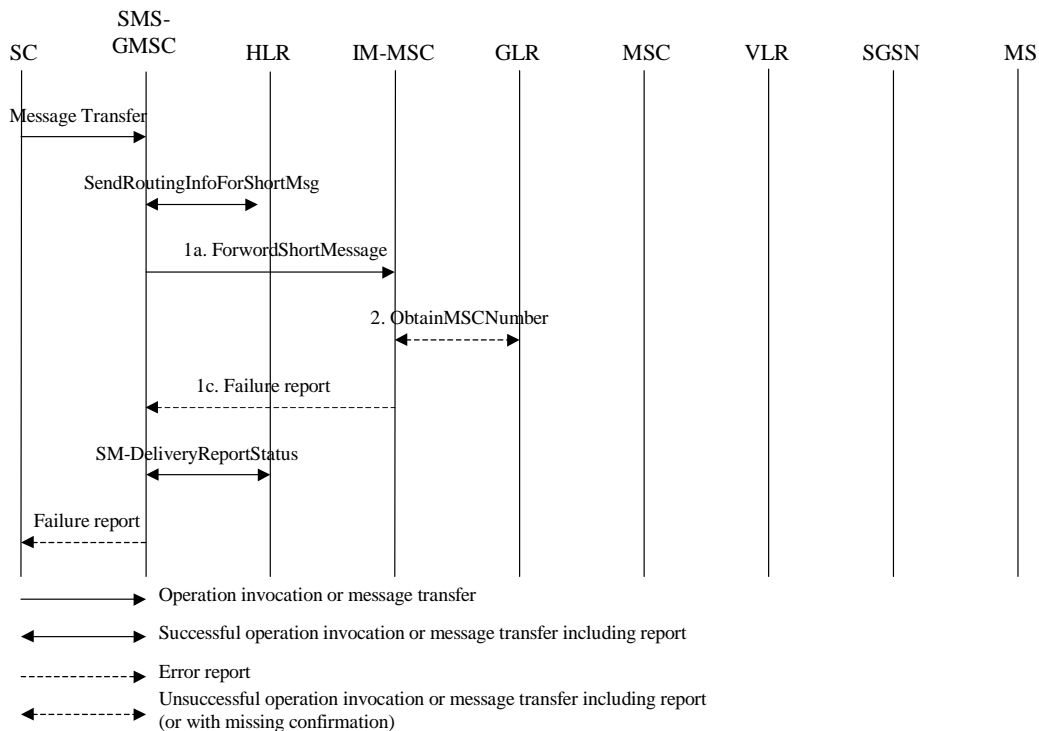 SC
SMS-
GMSC
HLR
IM-MSC
GLR
MSC
VLR
SGSN
MS
Message Transfer
SendRoutingInfoForShortMsg
1a. ForwordShortMessage
2. ObtainMSCNumber
1c. Failure report
SM-DeliveryReportStatus
Failure report
Operation invocation or message transfer
Successful operation invocation or message transfer including report
Error report
Unsuccessful operation invocation or message transfer including report
(or with missing confirmation)